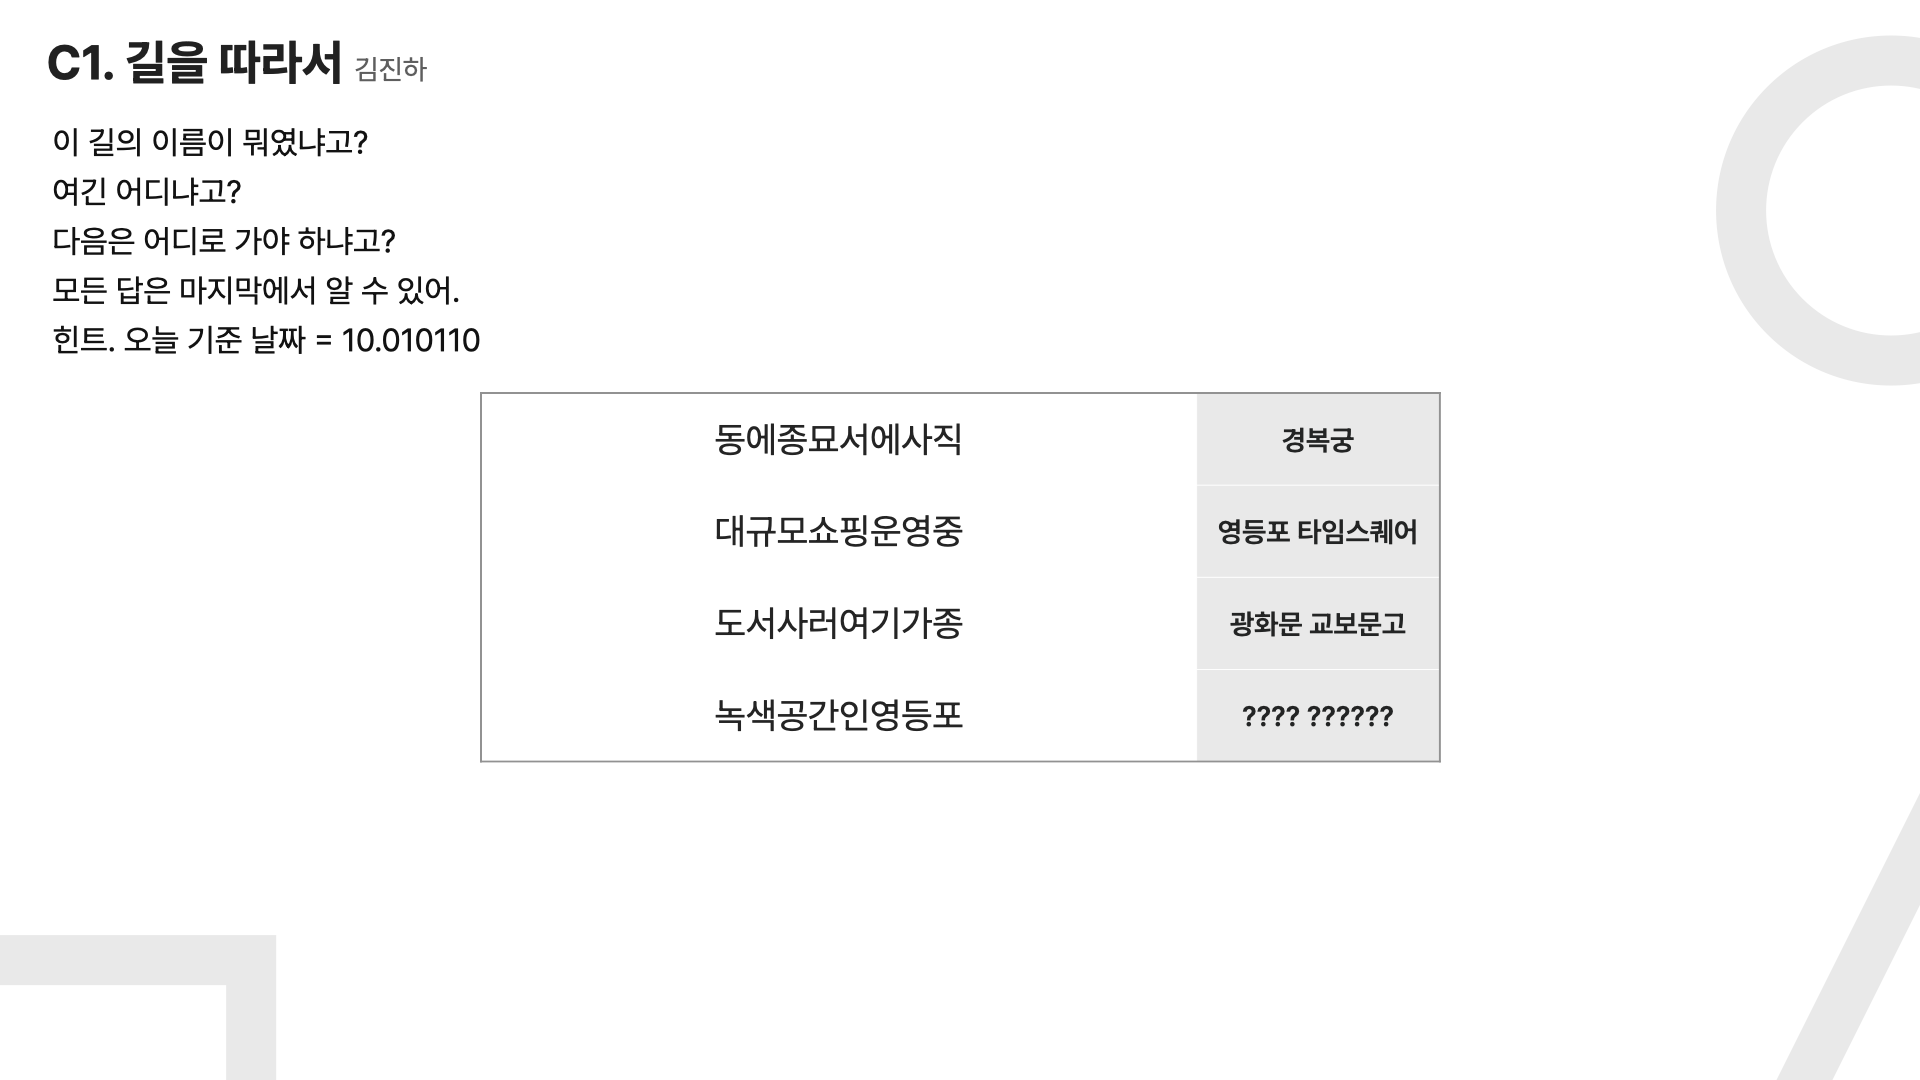 C1. 길을 따라서 김진하
이 길의 이름이 뭐였냐고?
여긴 어디냐고?
다음은 어디로 가야 하냐고?
모든 답은 마지막에서 알 수 있어.
힌트. 오늘 기준 날짜 = 10.010110
동에종묘서에사직 경복궁
대규모쇼핑운영중 영등포 타임스퀘어
도서사러여기가종 광화문 교보문고
녹색공간인영등포 ???? ??????